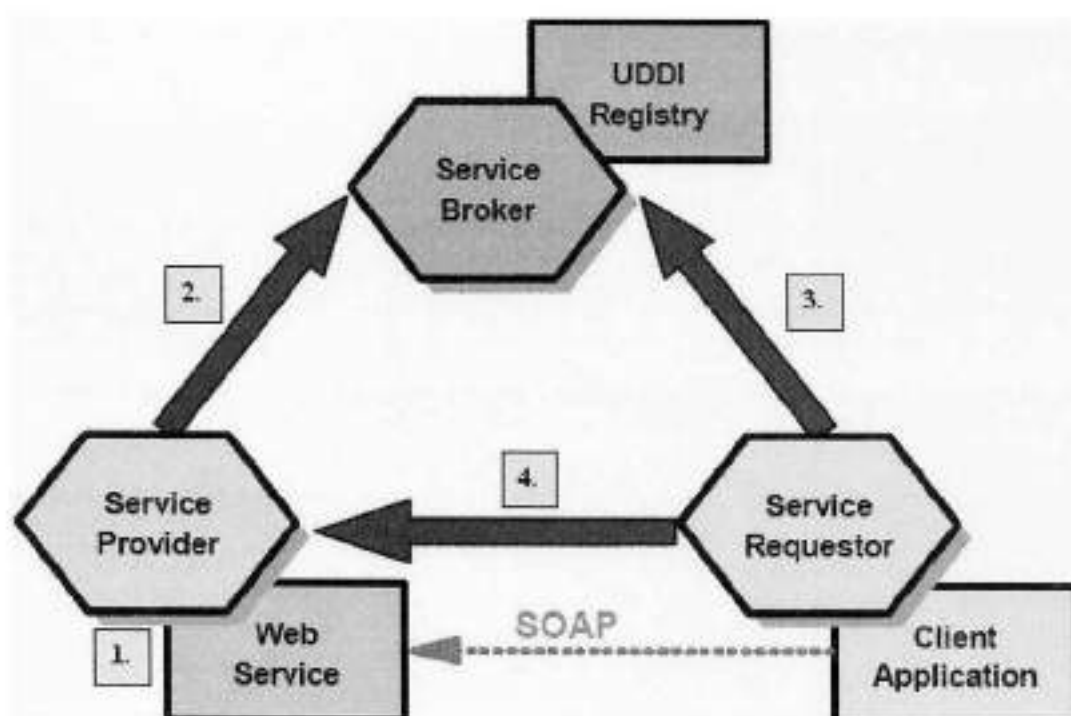 UDDI
Registry
Service
Broker
2.
3.
4.
Service
Provider
Service
Requestor
1.
Web
Service
SOAP
Client
Application